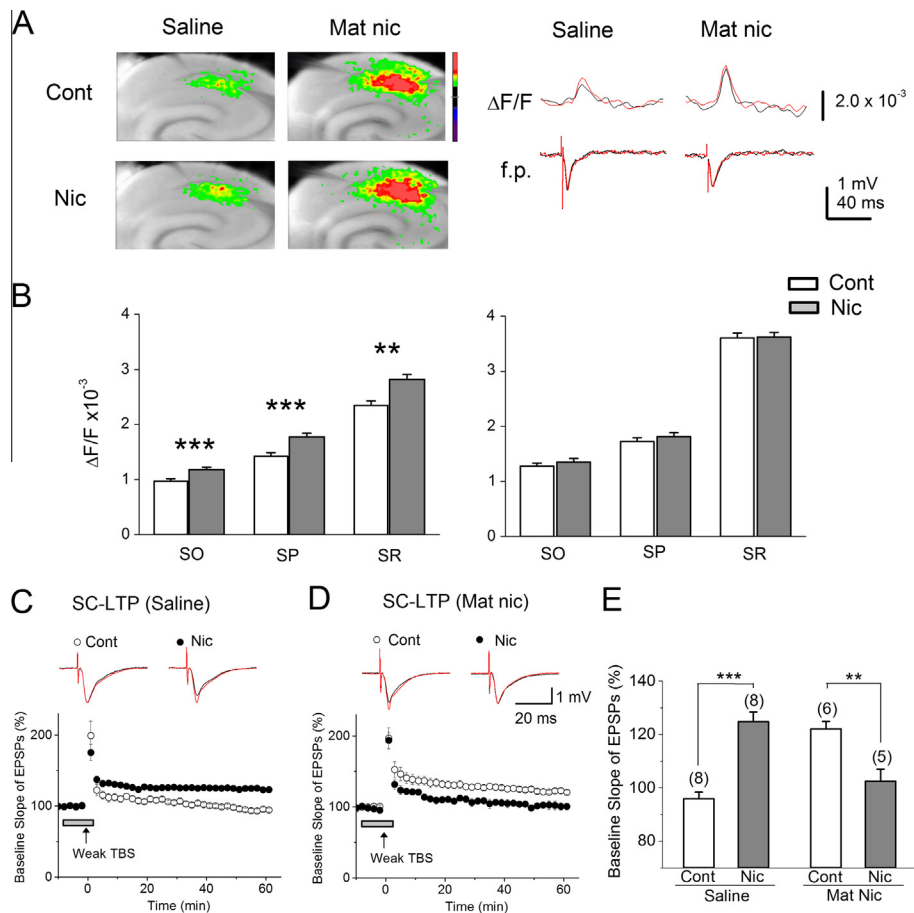 A
Saline
Mat nic
Saline
Mat nic
Cont
Nic
ΔF/F
2.0 x 10⁻³
f.p.
1 mV
40 ms
B
Cont
Nic
ΔF/F x10⁻³
4
3
2
1
0
***
***
**
SO
SP
SR
4
3
2
1
0
SO
SP
SR
C
SC-LTP (Saline)
Cont
Nic
Baseline Slope of EPSPs (%)
200
100
0
Weak TBS
0
20
40
60
Time (min)
D
SC-LTP (Mat nic)
Cont
Nic
1 mV
20 ms
Baseline Slope of EPSPs (%)
200
100
0
Weak TBS
0
20
40
60
Time (min)
E
Baseline Slope of EPSPs (%)
140
120
100
80
***
**
(8)
(8)
(6)
(5)
Cont
Nic
Cont
Nic
Saline
Mat Nic